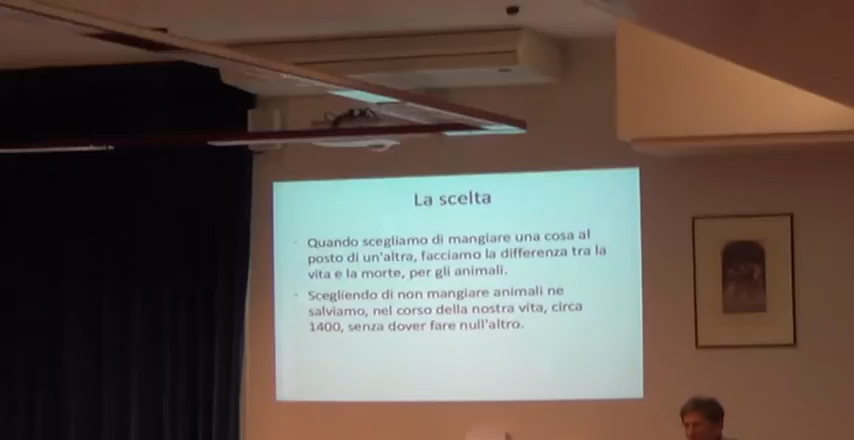 La scelta
Quando scegliamo di mangiare una cosa al
posto di un'altra, facciamo la differenza tra la
vita e la morte, per gli animali.
Scegliendo di non mangiare animali ne
salviamo, nel corso della nostra vita, circa
1400, senza dover fare null'altro.